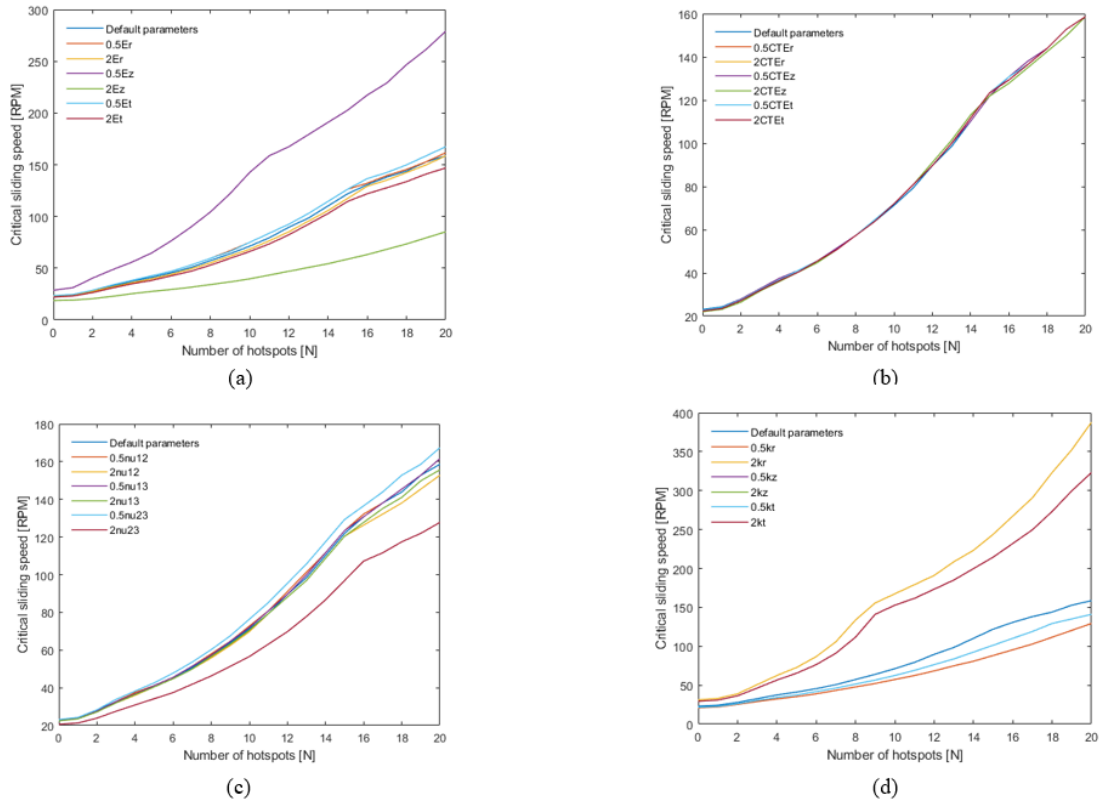 300
250
200
150
100
50
0
Critical sliding speed [RPM]
Default parameters
0.5Er
2Er
0.5Ez
2Ez
0.5Et
2Et
0 2 4 6 8 10 12 14 16 18 20
Number of hotspots [N]
(a)
160
140
120
100
80
60
40
20
Critical sliding speed [RPM]
Default parameters
0.5CTEr
2CTEr
0.5CTEz
2CTEz
0.5CTEt
2CTEt
0 2 4 6 8 10 12 14 16 18 20
Number of hotspots [N]
(b)
180
160
140
120
100
80
60
40
20
Critical sliding speed [RPM]
Default parameters
0.5nu12
2nu12
0.5nu13
2nu13
0.5nu23
2nu23
0 2 4 6 8 10 12 14 16 18 20
Number of hotspots [N]
(c)
400
350
300
250
200
150
100
50
0
Critical sliding speed [RPM]
Default parameters
0.5kr
2kr
0.5kz
2kz
0.5kt
2kt
0 2 4 6 8 10 12 14 16 18 20
Number of hotspots [N]
(d)